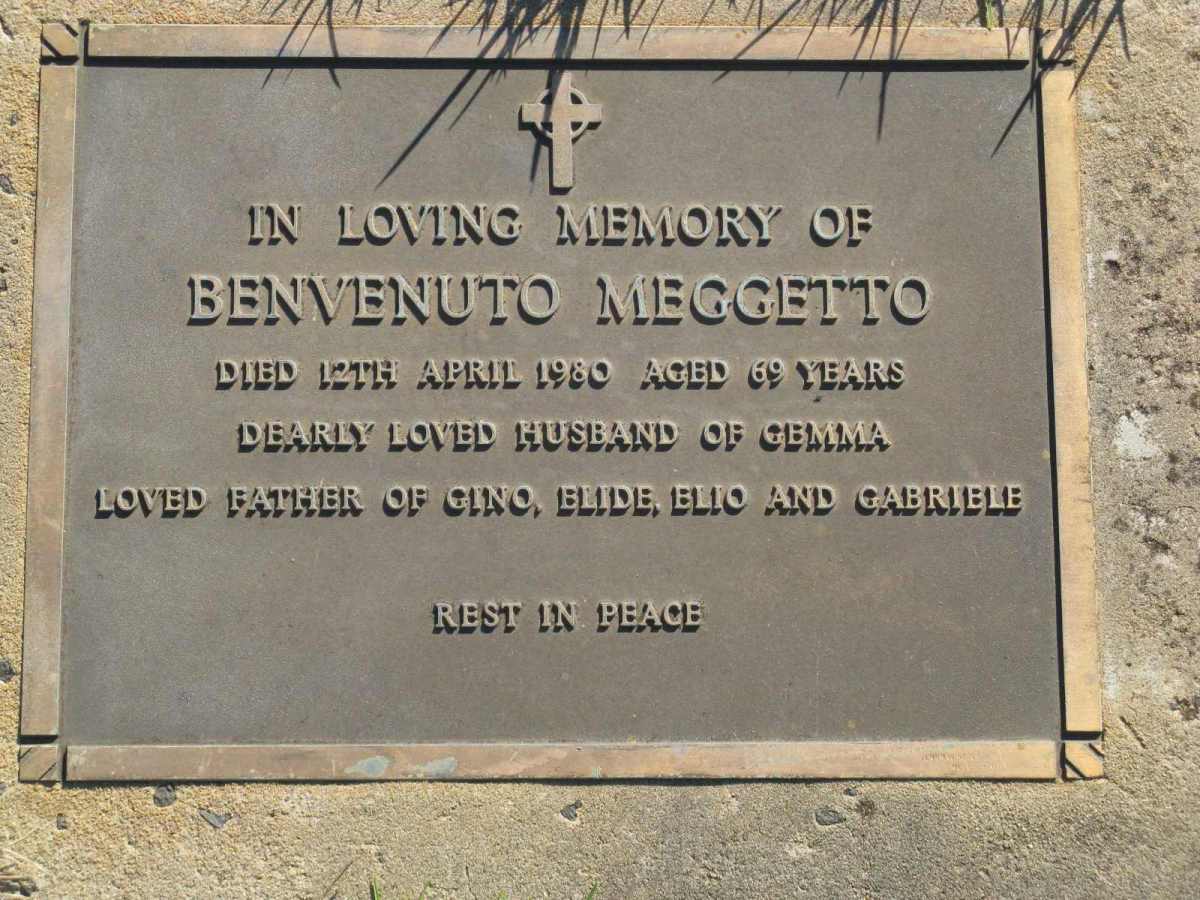 IN LOVING MEMORY OF
BENVENUTO MEGGETTO
DIED 12TH APRIL 1980 AGED 69 YEARS
DEARLY LOVED HUSBAND OF GEMMA
LOVED FATHER OF GINO, ELIDE, ELIO AND GABRIELE
REST IN PEACE